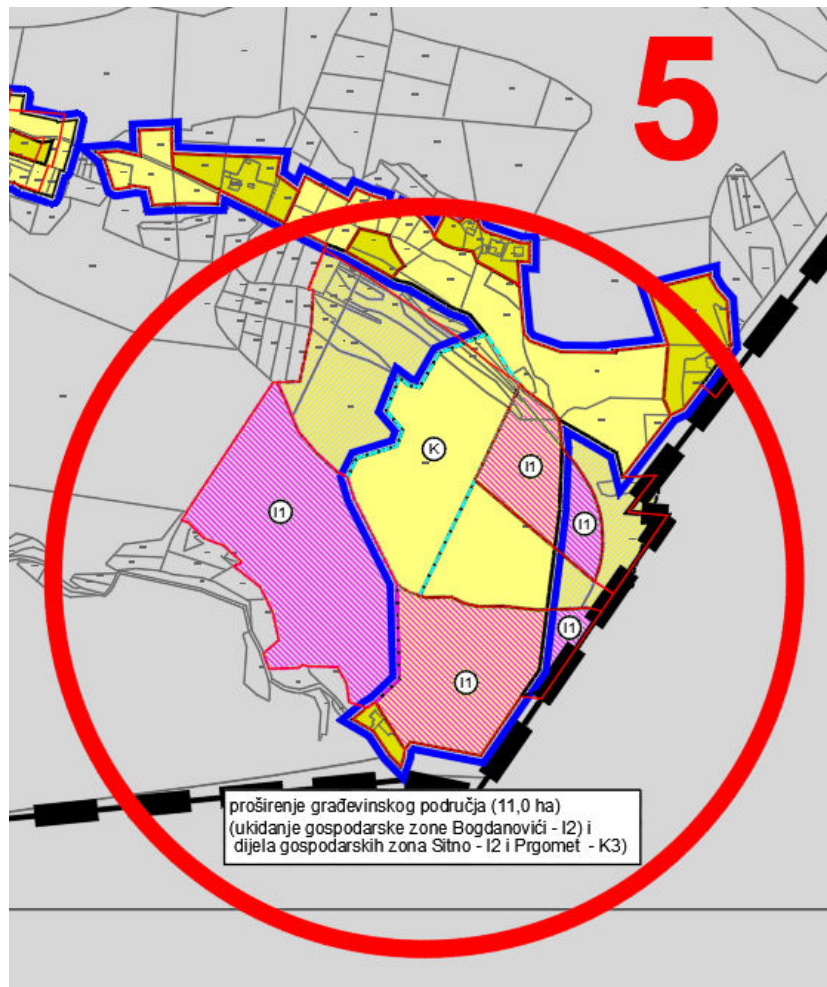 5
K
I1
I1
I1
I1
I1
proširenje građevinskog područja (11,0 ha)
(ukidanje gospodarske zone Bogdanovići - I2) i
dijela gospodarskih zona Sitno - I2 i Prgomet - K3)